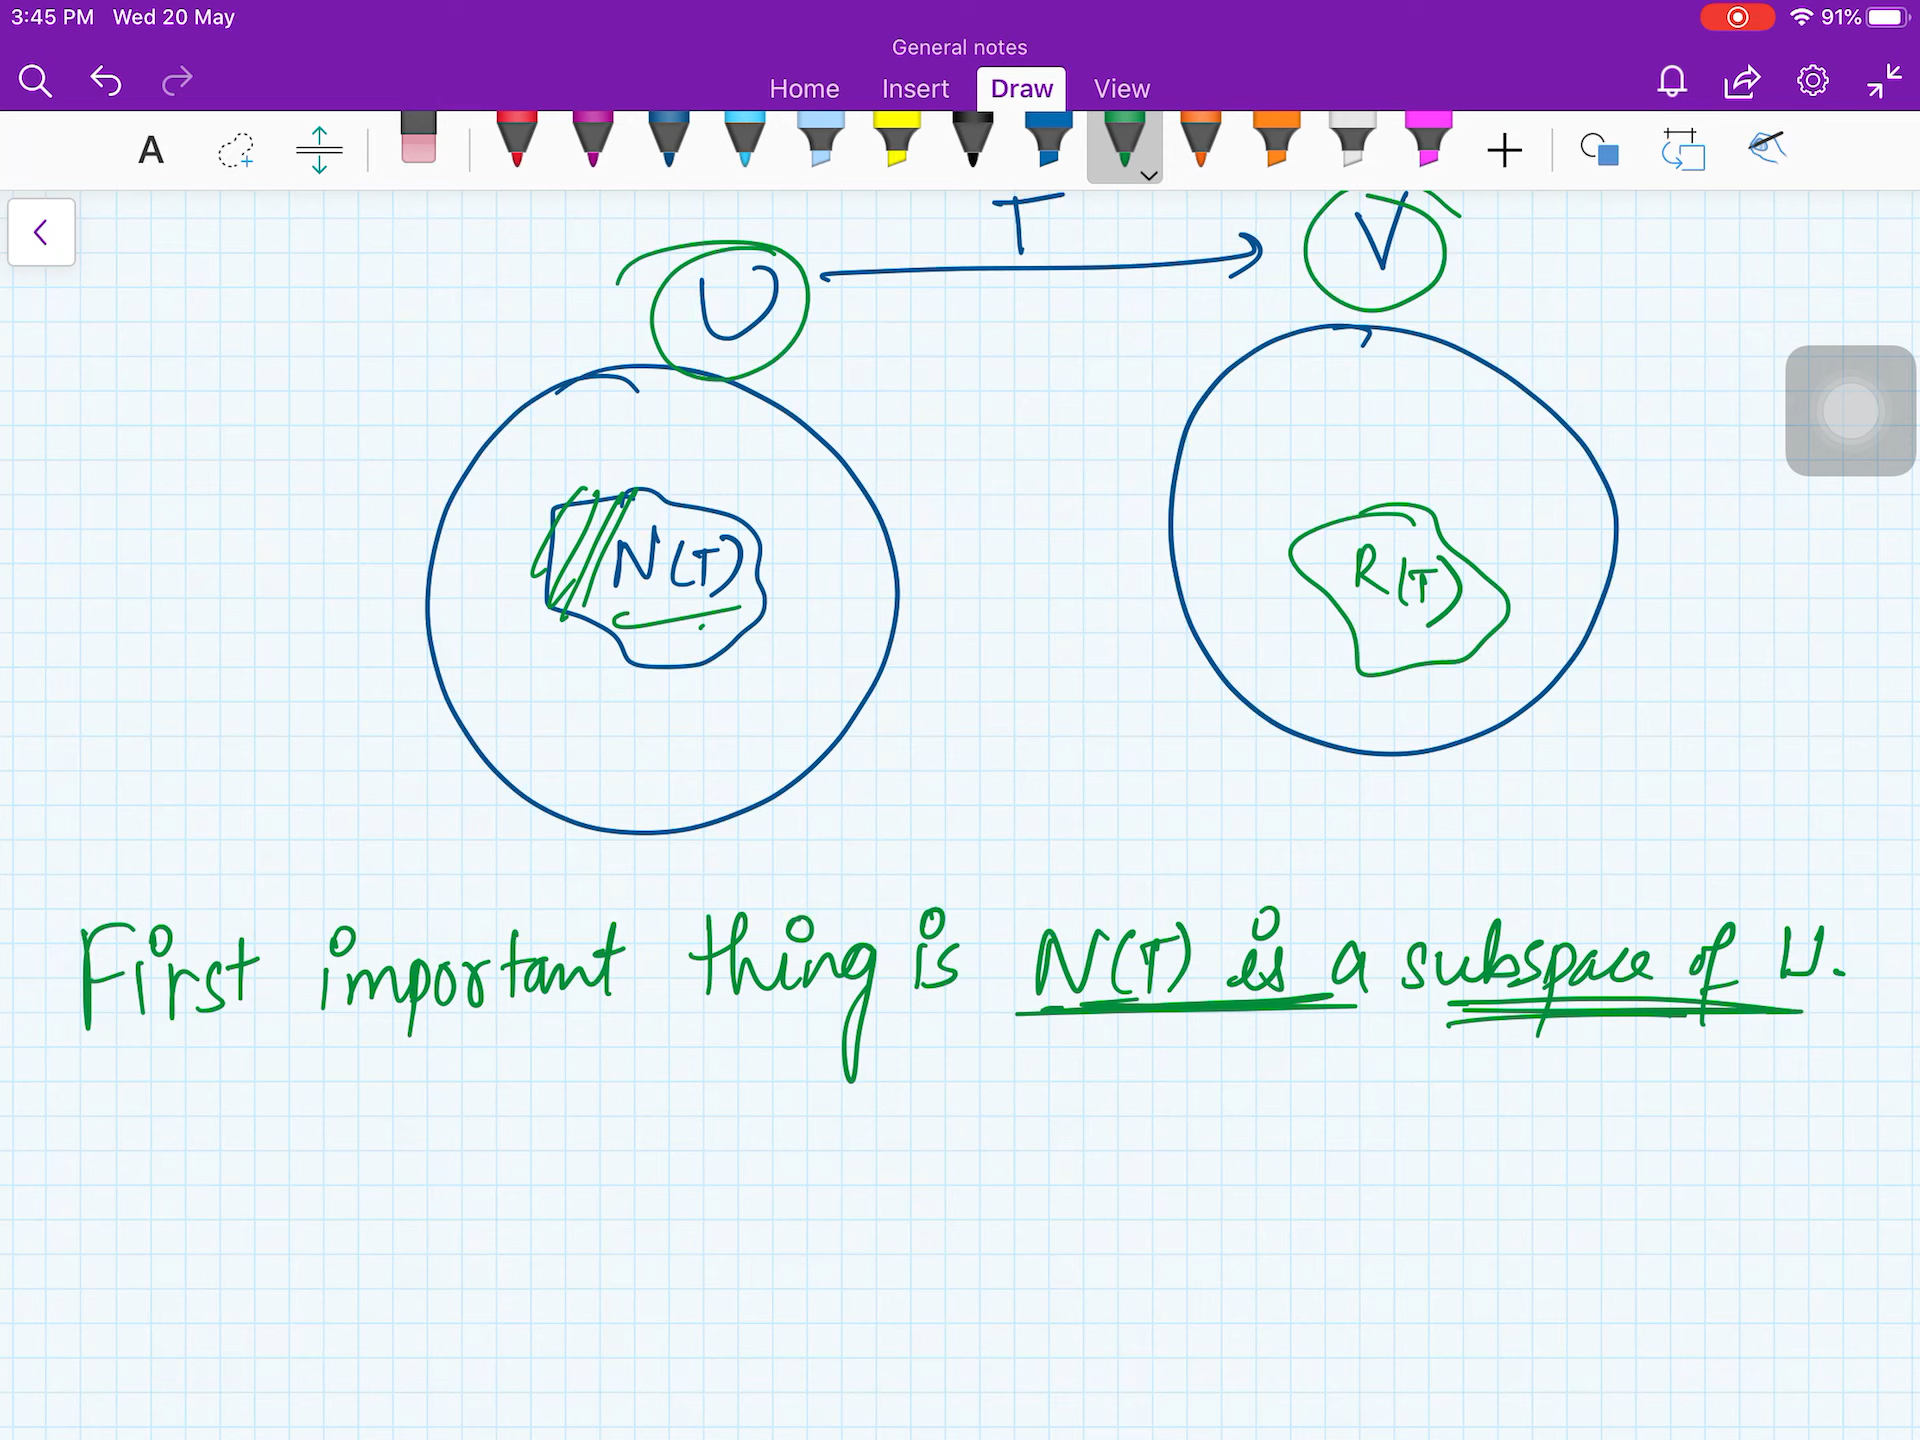 3:45 PM Wed 20 May
91%
General notes
Home Insert Draw View
A
T
U
V
N(T)
R(T)
First important thing is N(T) is a subspace of U.